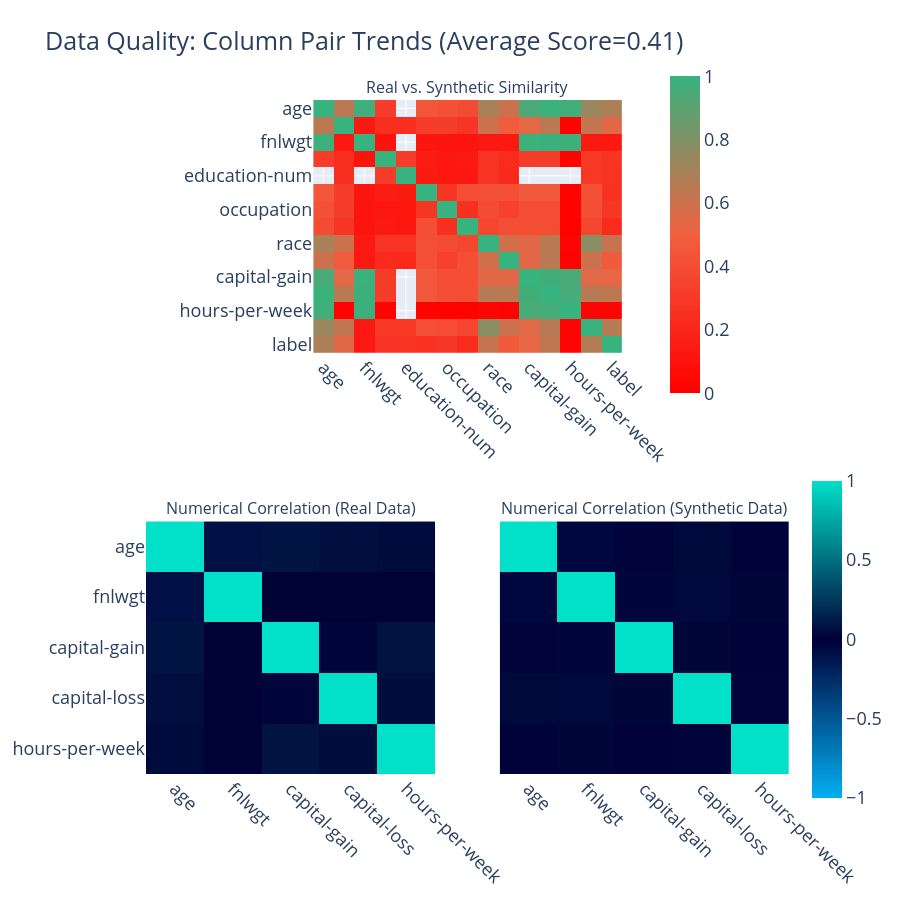 Data Quality: Column Pair Trends (Average Score=0.41)
Real vs. Synthetic Similarity
age
fnlwgt
education-num
occupation
race
capital-gain
hours-per-week
label
age
fnlwgt
education-num
occupation
race
capital-gain
hours-per-week
label
1
0.8
0.6
0.4
0.2
0
Numerical Correlation (Real Data)
age
fnlwgt
capital-gain
capital-loss
hours-per-week
age
fnlwgt
capital-gain
capital-loss
hours-per-week
Numerical Correlation (Synthetic Data)
age
fnlwgt
capital-gain
capital-loss
hours-per-week
1
0.5
0
−0.5
−1